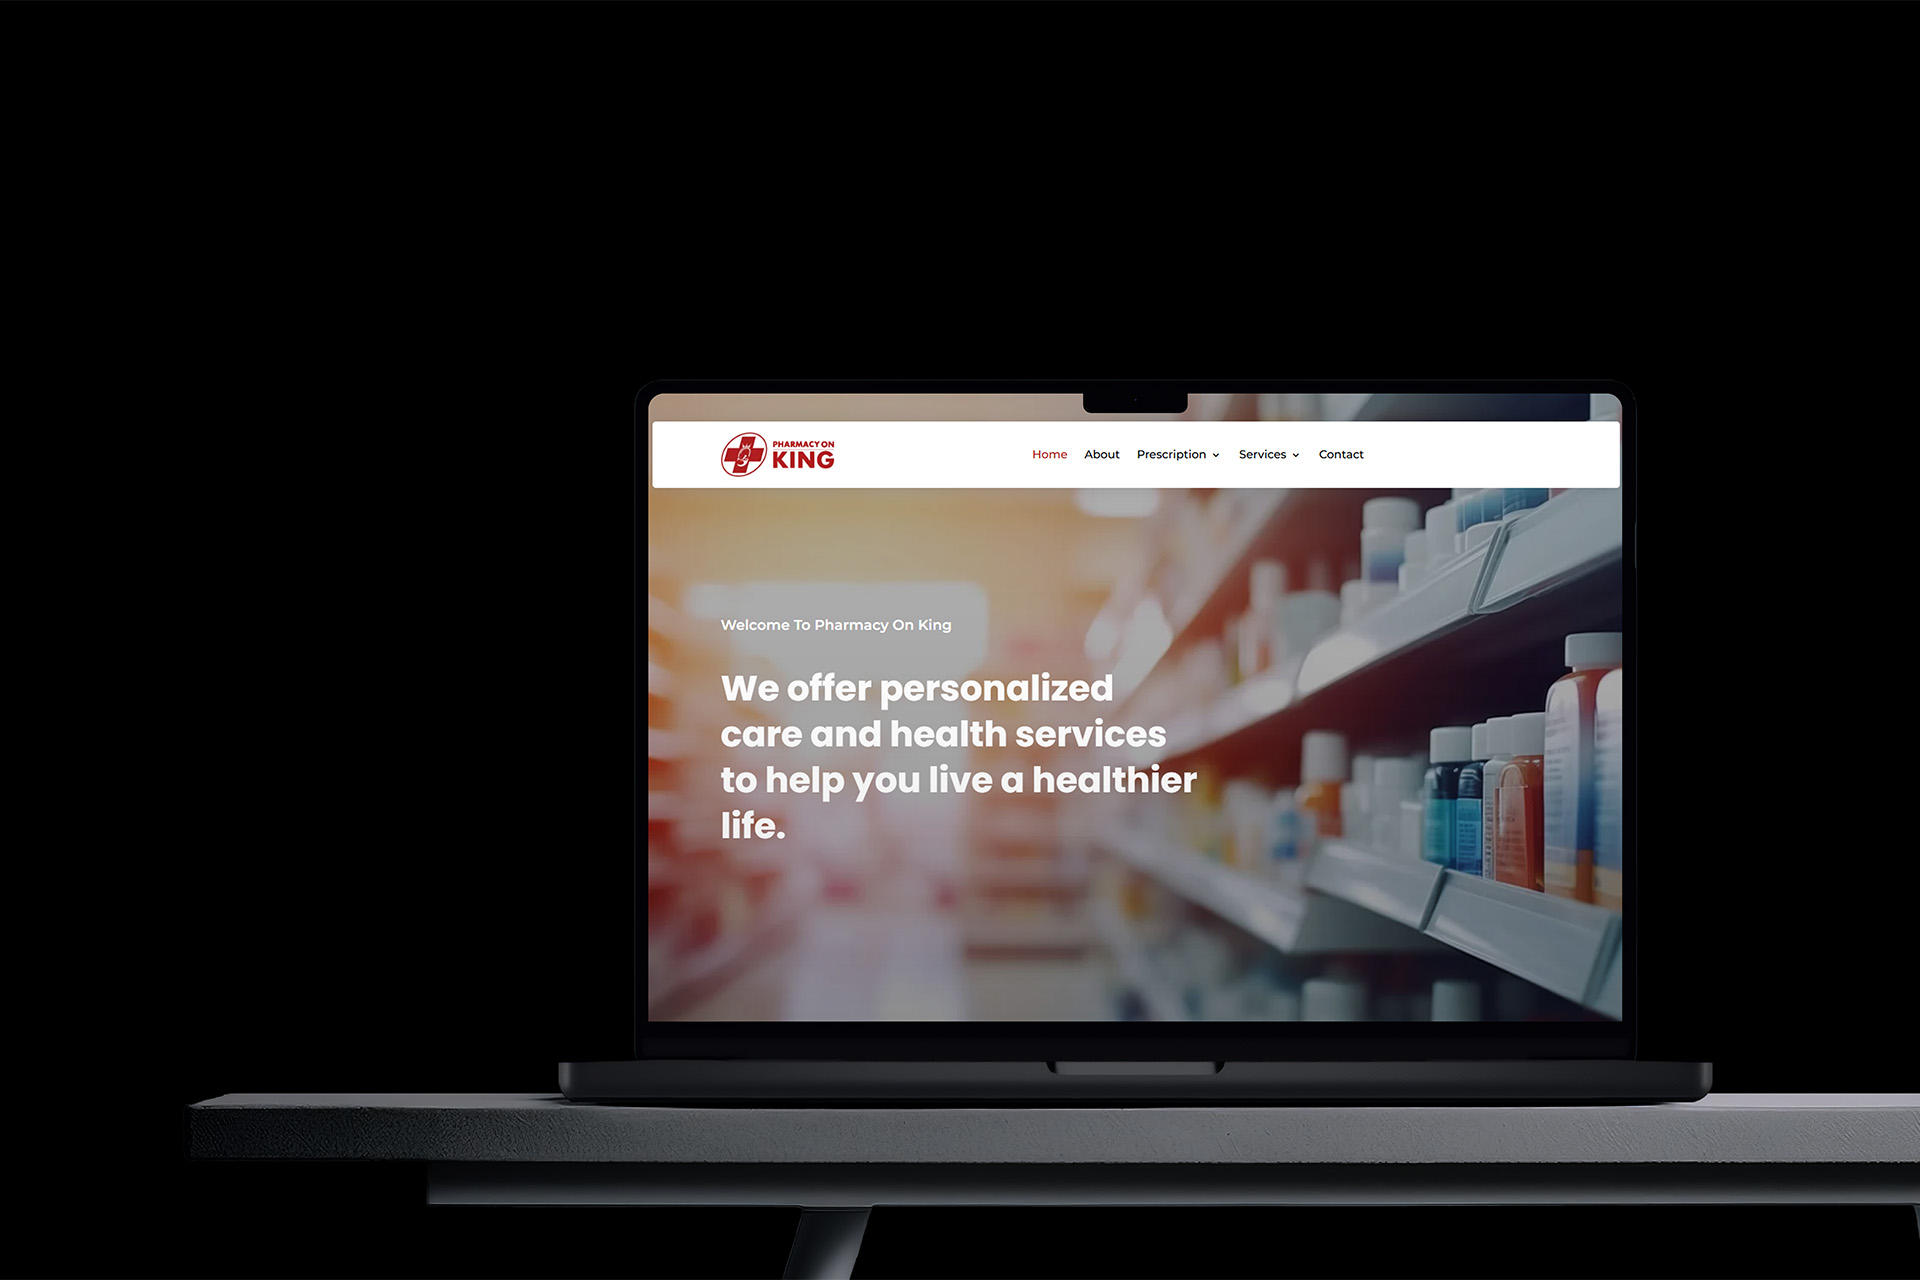 PHARMACY ON
KING
Home About Prescription Services Contact
Welcome To Pharmacy On King
We offer personalized
care and health services
to help you live a healthier
life.